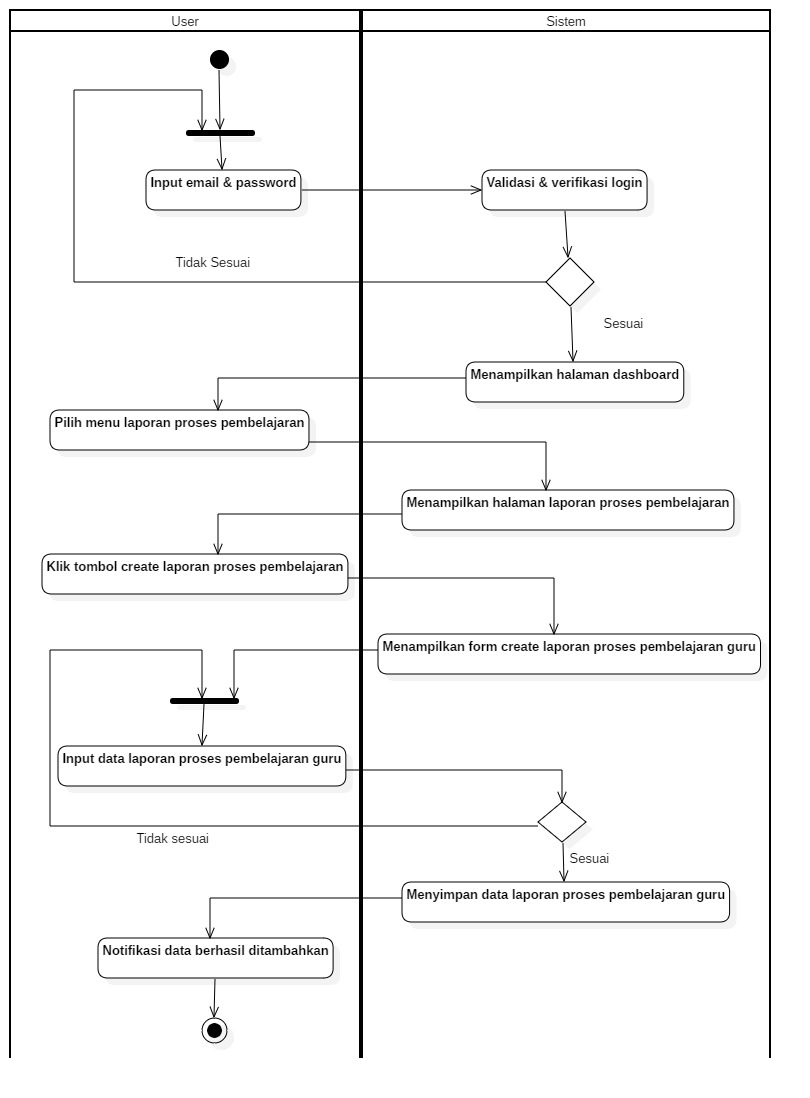 User
Sistem
Input email & password
Validasi & verifikasi login
Tidak Sesuai
Sesuai
Menampilkan halaman dashboard
Pilih menu laporan proses pembelajaran
Menampilkan halaman laporan proses pembelajaran
Klik tombol create laporan proses pembelajaran
Menampilkan form create laporan proses pembelajaran guru
Input data laporan proses pembelajaran guru
Tidak sesuai
Sesuai
Menyimpan data laporan proses pembelajaran guru
Notifikasi data berhasil ditambahkan